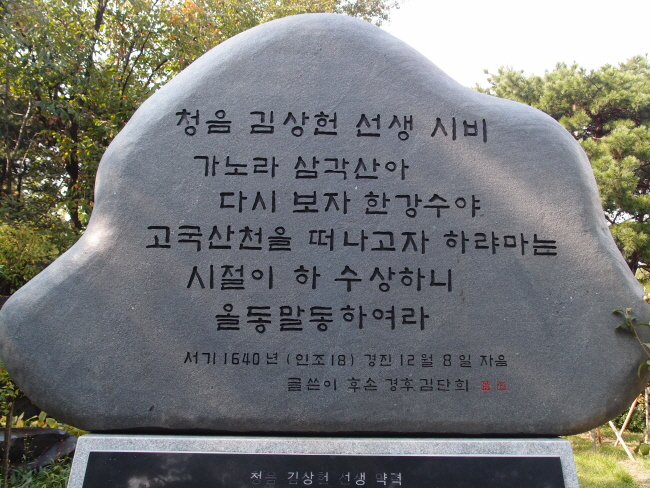 청음 김상헌 선생 시비
가노라 삼각산아
다시 보자 한강수야
고국산천을 떠나고자 하랴마는
시절이 하 수상하니
올동말동하여라
서기 1640년 (인조18) 경진 12월 8일 자음
글쓴이 후손 경후김단희
청음 김상헌 선생 약력